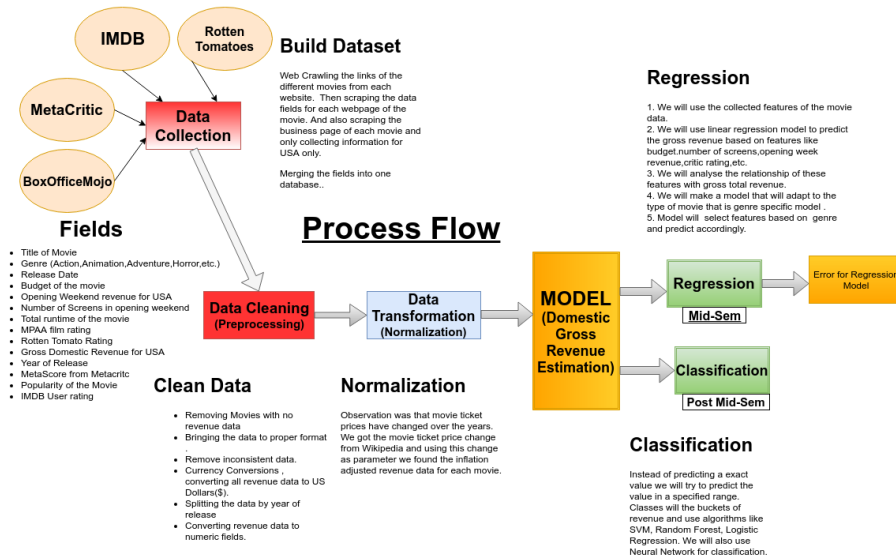 IMDB
Rotten
Tomatoes
MetaCritic
BoxOfficeMojo
Data
Collection
Build Dataset
Web Crawling the links of the
different movies from each
website. Then scraping the data
fields for each webpage of the
movie. And also scraping the
business page of each movie and
only collecting information for
USA only.
Merging the fields into one
database..
Regression
1. We will use the collected features of the movie
data.
2. We will use linear regression model to predict
the gross revenue based on features like
budget.number of screens,opening week
revenue,critic rating,etc.
3. We will analyse the relationship of these
features with gross total revenue.
4. We will make a model that will adapt to the
type of movie that is genre specific model .
5. Model will select features based on genre
and predict accordingly.
Process Flow
Fields
• Title of Movie
• Genre (Action,Animation,Adventure,Horror,etc.)
• Release Date
• Budget of the movie
• Opening Weekend revenue for USA
• Number of Screens in opening weekend
• Total runtime of the movie
• MPAA film rating
• Rotten Tomato Rating
• Gross Domestic Revenue for USA
• Year of Release
• MetaScore from Metacritc
• Popularity of the Movie
• IMDB User rating
Data Cleaning
(Preprocessing)
Data
Transformation
(Normalization)
MODEL
(Domestic
Gross
Revenue
Estimation)
Regression
Mid-Sem
Error for Regression
Model
Classification
Post Mid-Sem
Clean Data
• Removing Movies with no
revenue data
• Bringing the data to proper format
.
• Remove inconsistent data.
• Currency Conversions ,
converting all revenue data to US
Dollars($).
• Splitting the data by year of
release
• Converting revenue data to
numeric fields.
Normalization
Observation was that movie ticket
prices have changed over the years.
We got the movie ticket price change
from Wikipedia and using this change
as parameter we found the inflation
adjusted revenue data for each movie.
Classification
Instead of predicting a exact
value we will try to predict the
value in a specified range.
Classes will the buckets of
revenue and use algorithms like
SVM, Random Forest, Logistic
Regression. We will also use
Neural Network for classification.